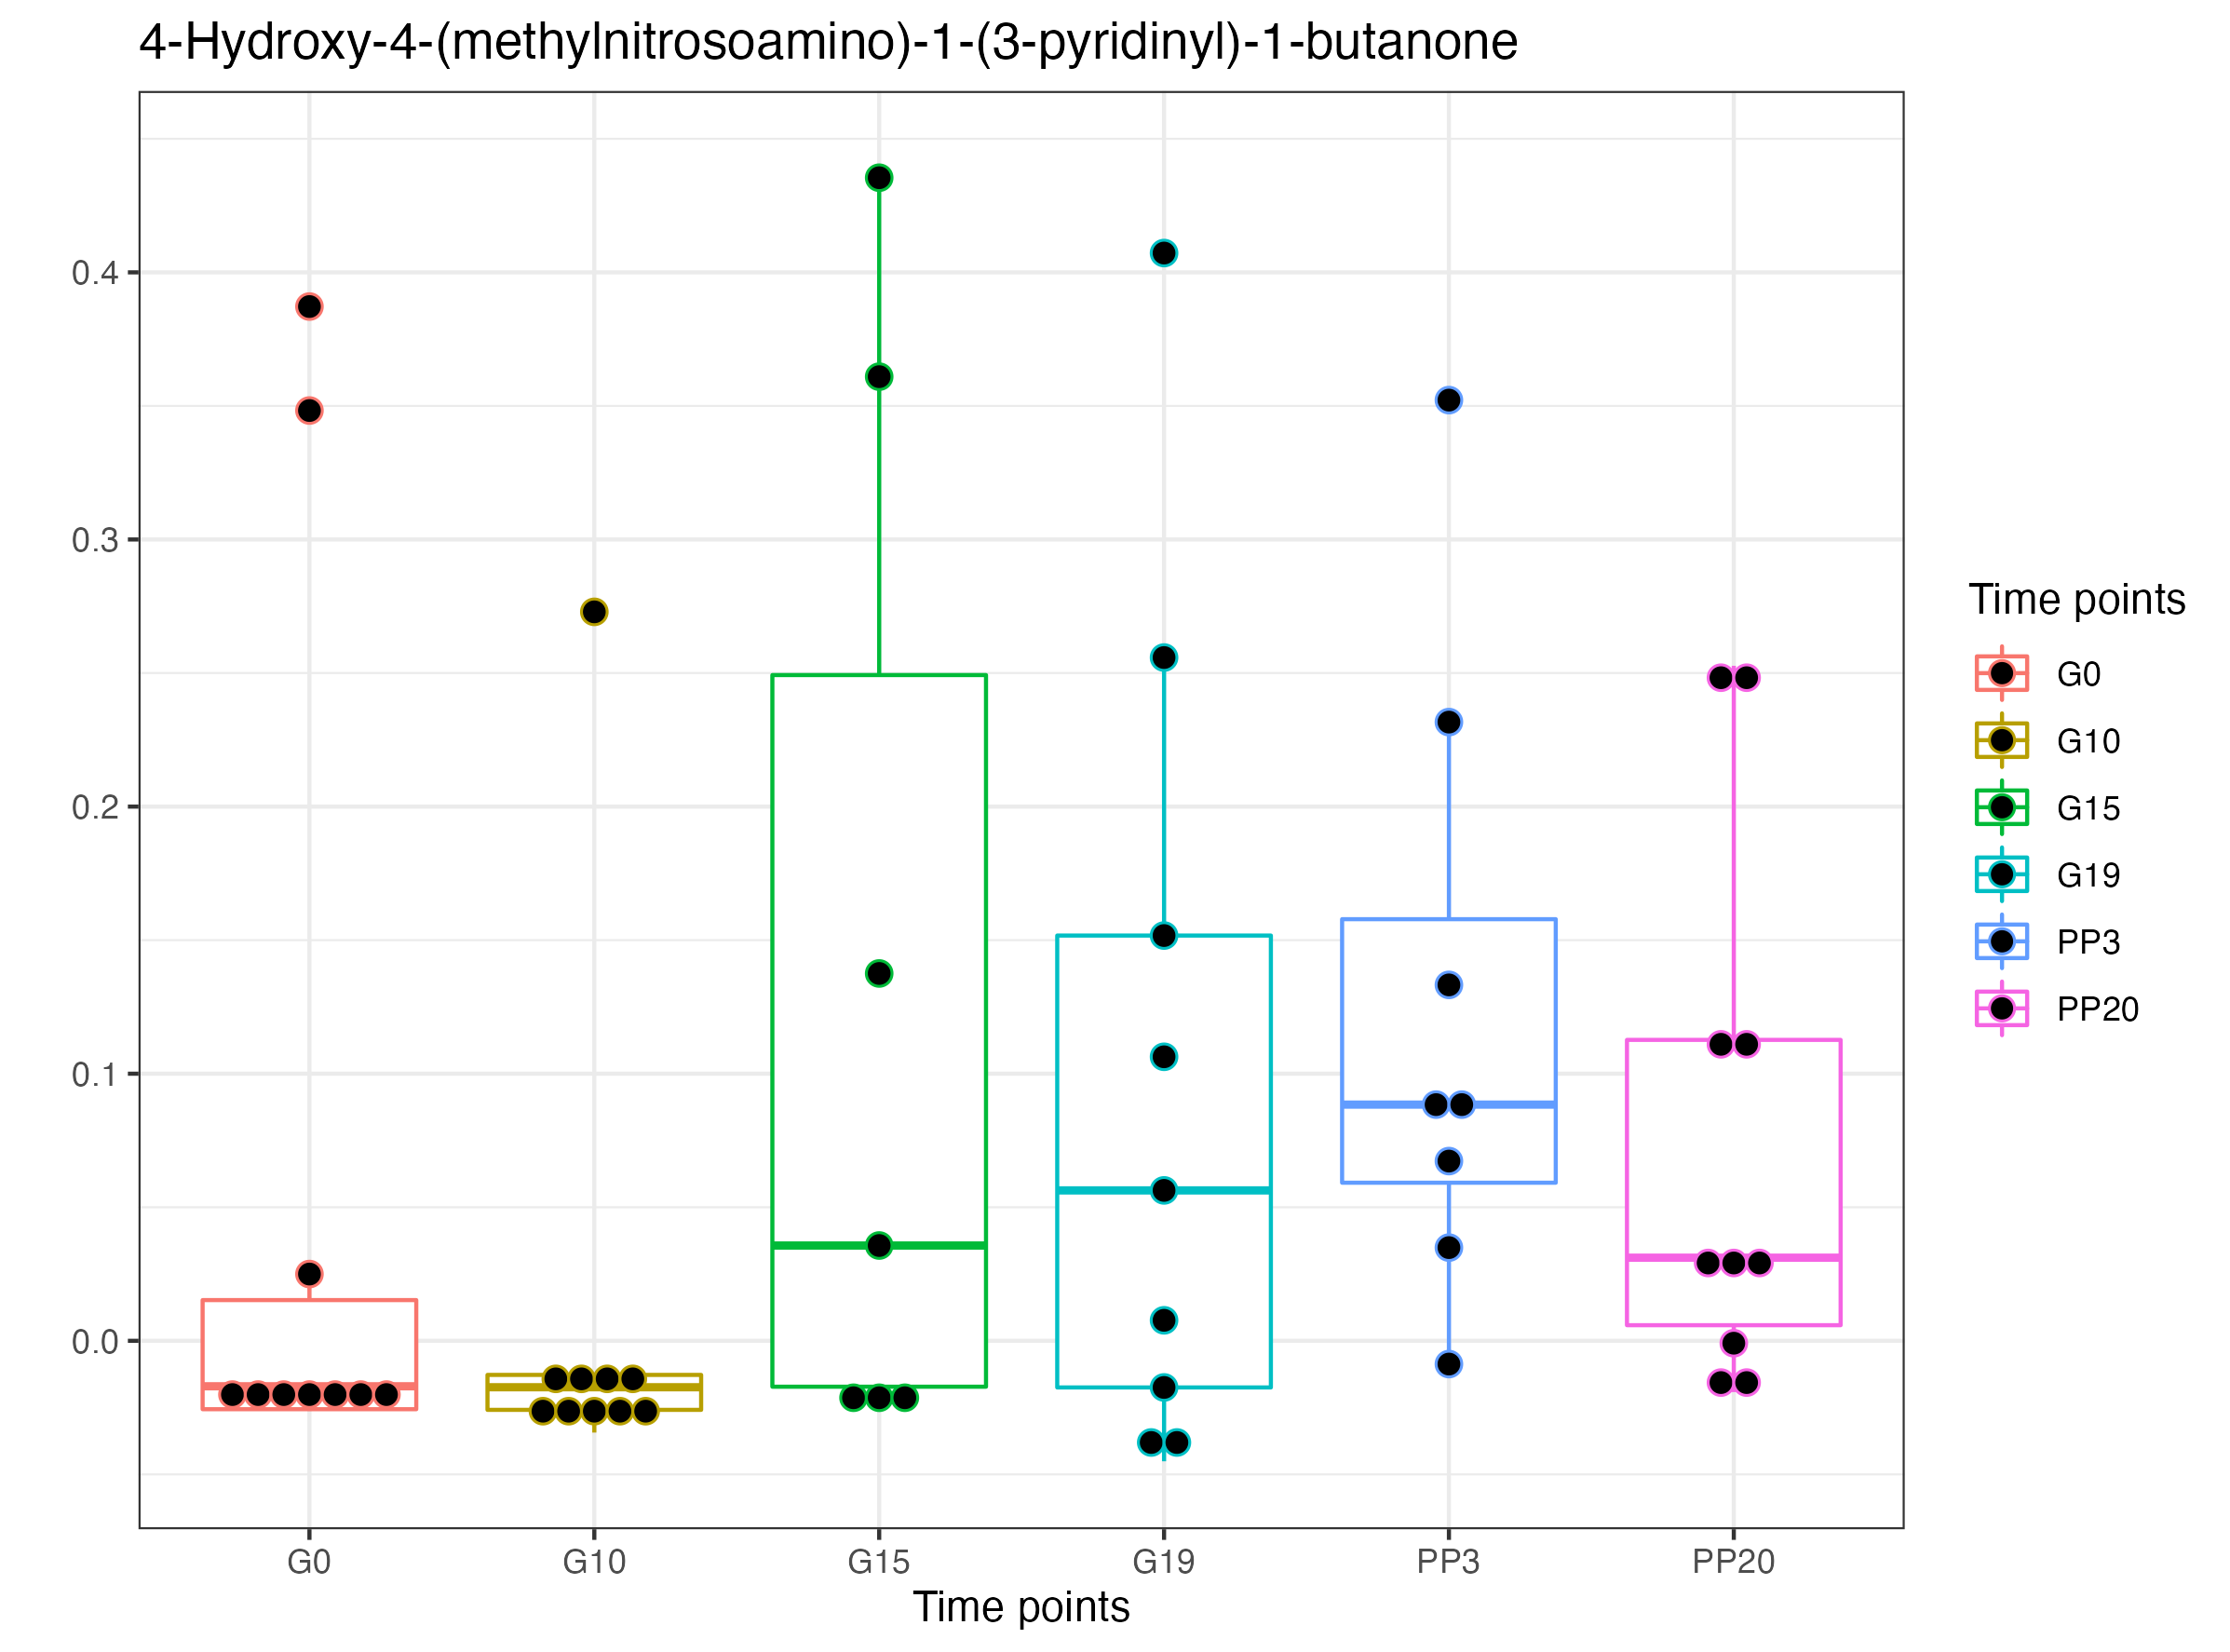 4-Hydroxy-4-(methylnitrosoamino)-1-(3-pyridinyl)-1-butanone
0.4
0.3
0.2
0.1
0.0
G0 G10 G15 G19 PP3 PP20
Time points
Time points
G0
G10
G15
G19
PP3
PP20